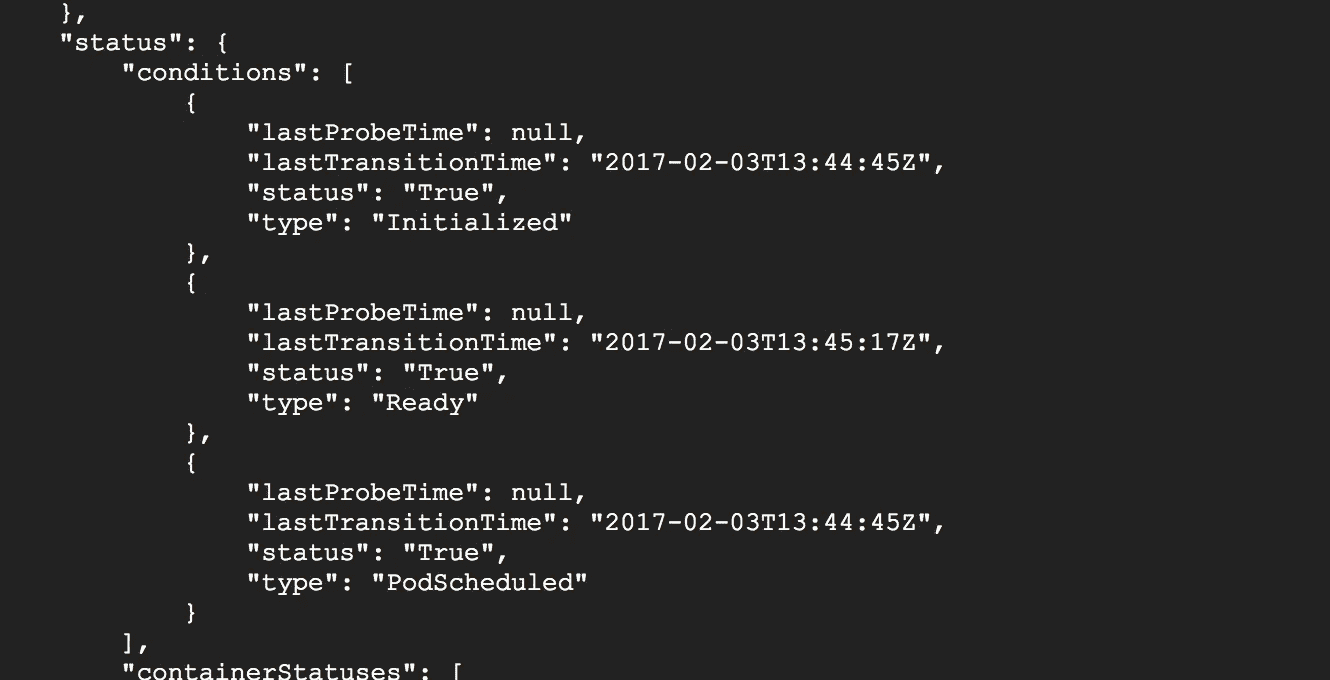 },
"status": {
"conditions": [
{
"lastProbeTime": null,
"lastTransitionTime": "2017-02-03T13:44:45Z",
"status": "True",
"type": "Initialized"
},
{
"lastProbeTime": null,
"lastTransitionTime": "2017-02-03T13:45:17Z",
"status": "True",
"type": "Ready"
},
{
"lastProbeTime": null,
"lastTransitionTime": "2017-02-03T13:44:45Z",
"status": "True",
"type": "PodScheduled"
}
],
"containerStatuses": [